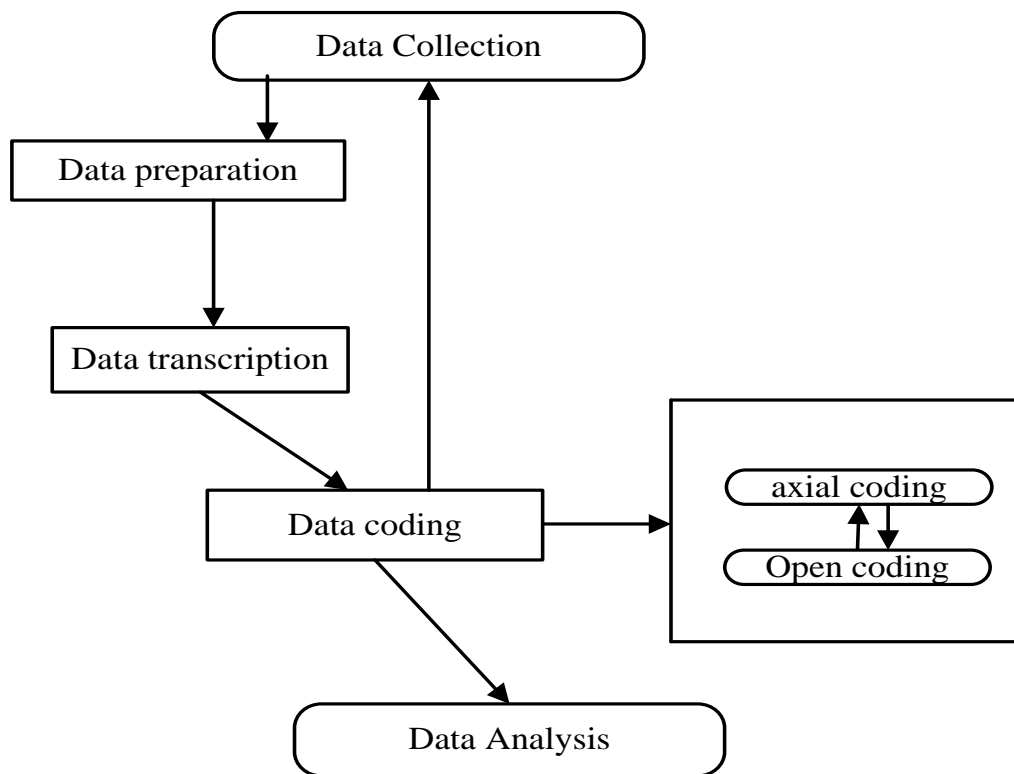 Data Collection
Data preparation
Data transcription
Data coding
axial coding
Open coding
Data Analysis